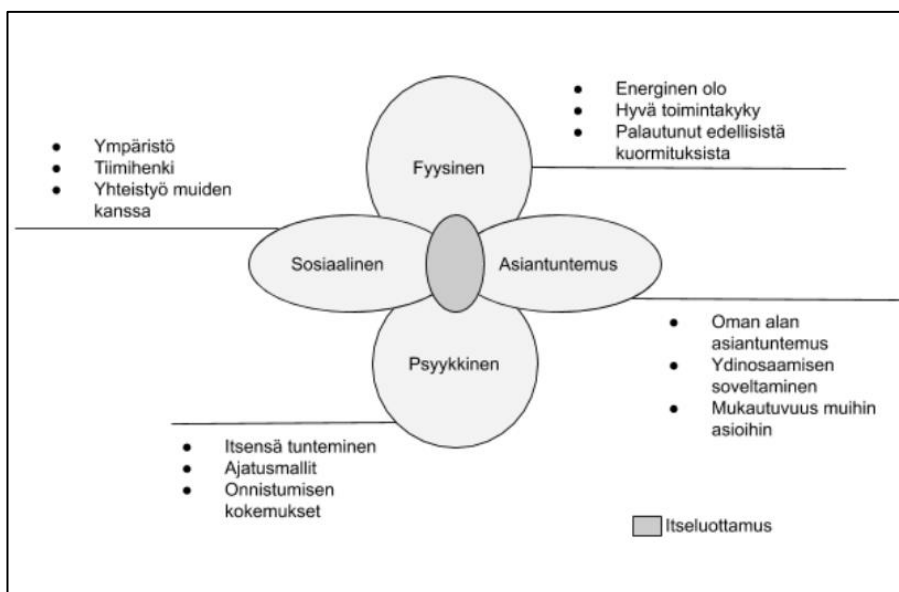 ● Energinen olo
● Hyvä toimintakyky
● Palautunut edellisistä
kuormituksista
● Ympäristö
● Tiimihenki
● Yhteistyö muiden
kanssa
Fyysinen
Sosiaalinen
Asiantuntemus
Psyykkinen
● Oman alan
asiantuntemus
● Ydinosaamisen
soveltaminen
● Mukautuvuus muihin
asioihin
● Itsensä tunteminen
● Ajatusmallit
● Onnistumisen
kokemukset
Itseluottamus